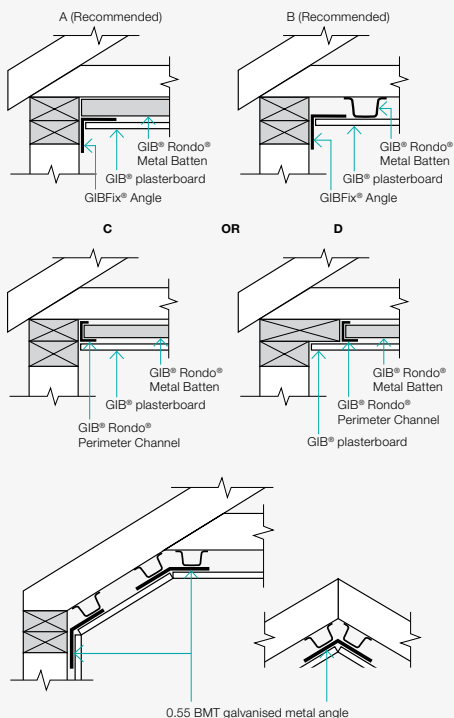 A (Recommended)
B (Recommended)
GIB® Rondo®
Metal Batten
GIB® plasterboard
GIBFix® Angle
GIB® Rondo®
Metal Batten
GIB® plasterboard
GIBFix® Angle
C
OR
D
GIB® Rondo®
Metal Batten
GIB® plasterboard
GIB® Rondo®
Perimeter Channel
GIB® Rondo®
Metal Batten
GIB® Rondo®
Perimeter Channel
GIB® plasterboard
0.55 BMT galvanised metal angle